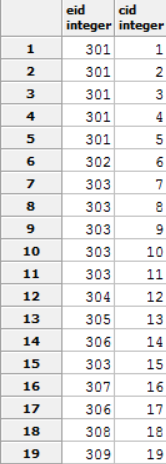 eid cid
integer integer
1 301 1
2 301 2
3 301 3
4 301 4
5 301 5
6 302 6
7 303 7
8 303 8
9 303 9
10 303 10
11 303 11
12 304 12
13 305 13
14 306 14
15 303 15
16 307 16
17 306 17
18 308 18
19 309 19